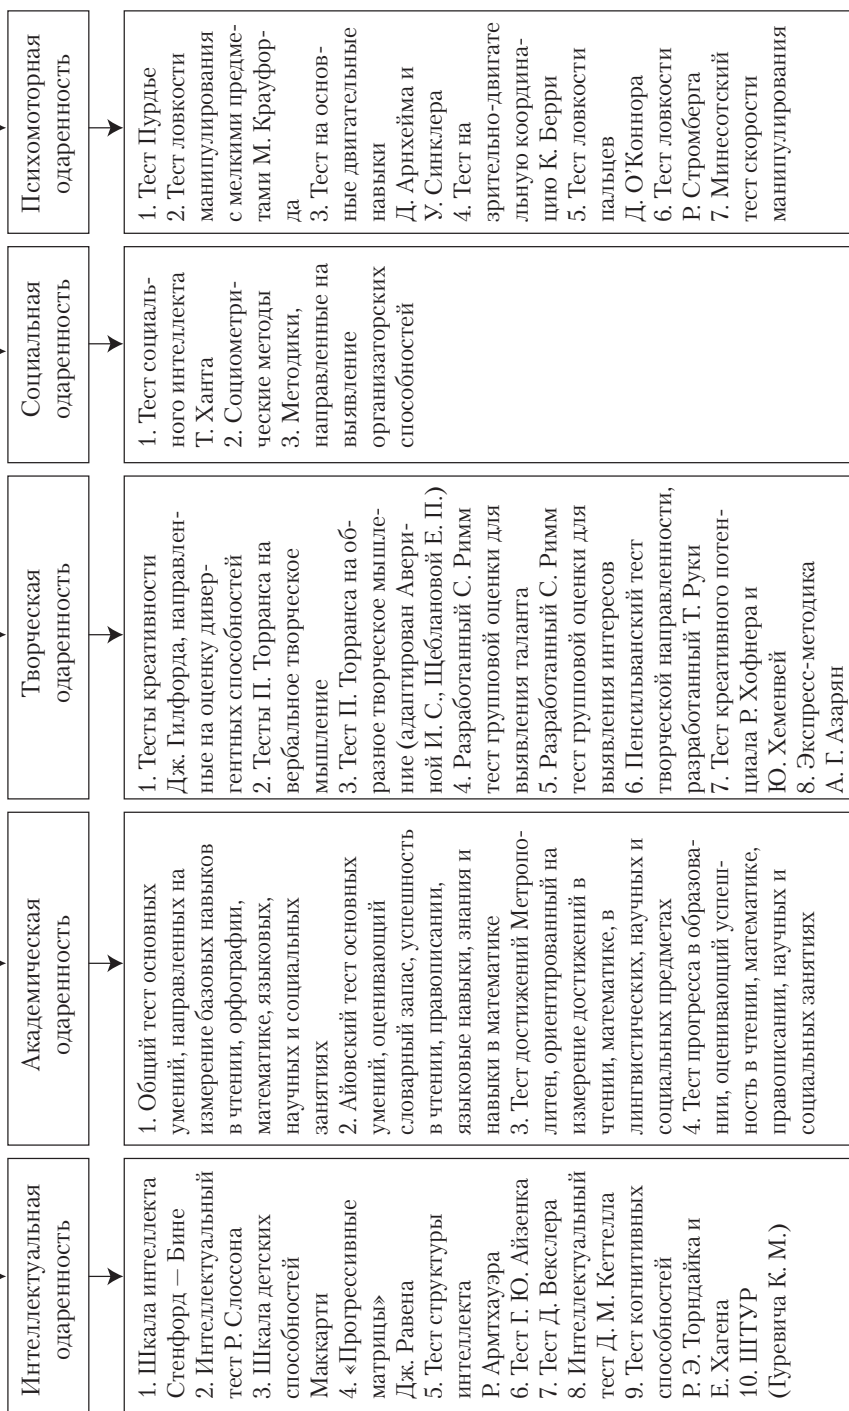 Интеллектуальная
одаренность
1. Шкала интеллекта
Стенфорд – Бине
2. Интеллектуальный
тест Р. Слоссона
3. Шкала детских
способностей
Маккарти
4. «Прогрессивные
матрицы»
Дж. Равена
5. Тест структуры
интеллекта
Р. Армтхауэра
6. Тест Г. Ю. Айзенка
7. Тест Д. Векслера
8. Интеллектуальный
тест Д. М. Кеттелла
9. Тест когнитивных
способностей
Р. Э. Торндайка и
Е. Хагена
10. ШТУР
(Гуревича К. М.)
Академическая
одаренность
1. Общий тест основных
умений, направленных на
измерение базовых навыков
в чтении, орфографии,
математике, языковых,
научных и социальных
занятиях
2. Айовский тест основных
умений, оценивающий
словарный запас, успешность
в чтении, правописании,
языковые навыки, знания и
навыки в математике
3. Тест достижений Метропо-
литен, ориентированный на
измерение достижений в
чтении, математике, в
лингвистических, научных и
социальных предметах
4. Тест прогресса в образова-
нии, оценивающий успеш-
ность в чтении, математике,
правописании, научных и
социальных занятиях
Творческая
одаренность
1. Тесты креативности
Дж. Гилфорда, направлен-
ные на оценку дивер-
гентных способностей
2. Тесты П. Торранса на
вербальное творческое
мышление
3. Тест П. Торранса на об-
разное творческое мышле-
ние (адаптирован Авери-
ной И. С., Щеблановой Е. П.)
4. Разработанный С. Римм
тест групповой оценки для
выявления таланта
5. Разработанный С. Римм
тест групповой оценки для
выявления интересов
6. Пенсильванский тест
творческой направленности,
разработанный Т. Руки
7. Тест креативного потен-
циала Р. Хофнера и
Ю. Хеменвей
8. Экспресс-методика
А. Г. Азарян
Социальная
одаренность
1. Тест социаль-
ного интеллекта
Т. Ханта
2. Социометри-
ческие методы
3. Методики,
направленные на
выявление
организаторских
способностей
Психомоторная
одаренность
1. Тест Пурдье
2. Тест ловкости
манипулирования
с мелкими предме-
тами М. Крауфор-
да
3. Тест на основ-
ные двигательные
навыки
Д. Арнхейма и
У. Синклера
4. Тест на
зрительно-двигате
льную координа-
цию К. Берри
5. Тест ловкости
пальцев
Д. О'Коннора
6. Тест ловкости
Р. Стромберга
7. Минесотский
тест скорости
манипулирования